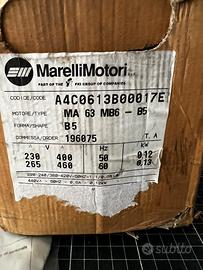 MarelliMotori
PART OF THE FKI GROUP OF COMPANIES
CODICE/CODE A4C0613B00017E
MOTORE/TYPE MA 63 MB6 - B5
FORMA/SHAPE B5
COMMESSA/ORDER 196075 T. A
V Hz kW
230 400 50 0,12
265 460 60 0,13
subito